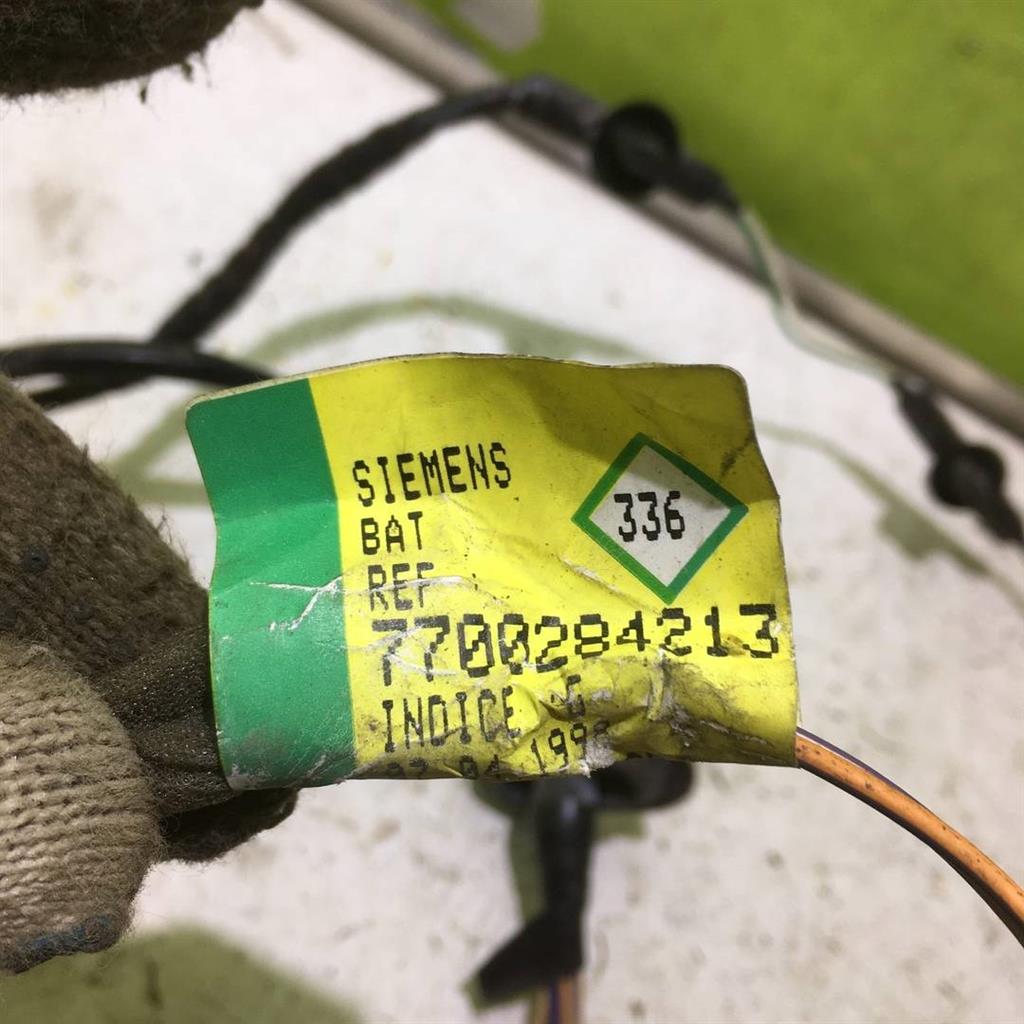 SIEMENS
BAT
336
REF
7700284213
INDICE